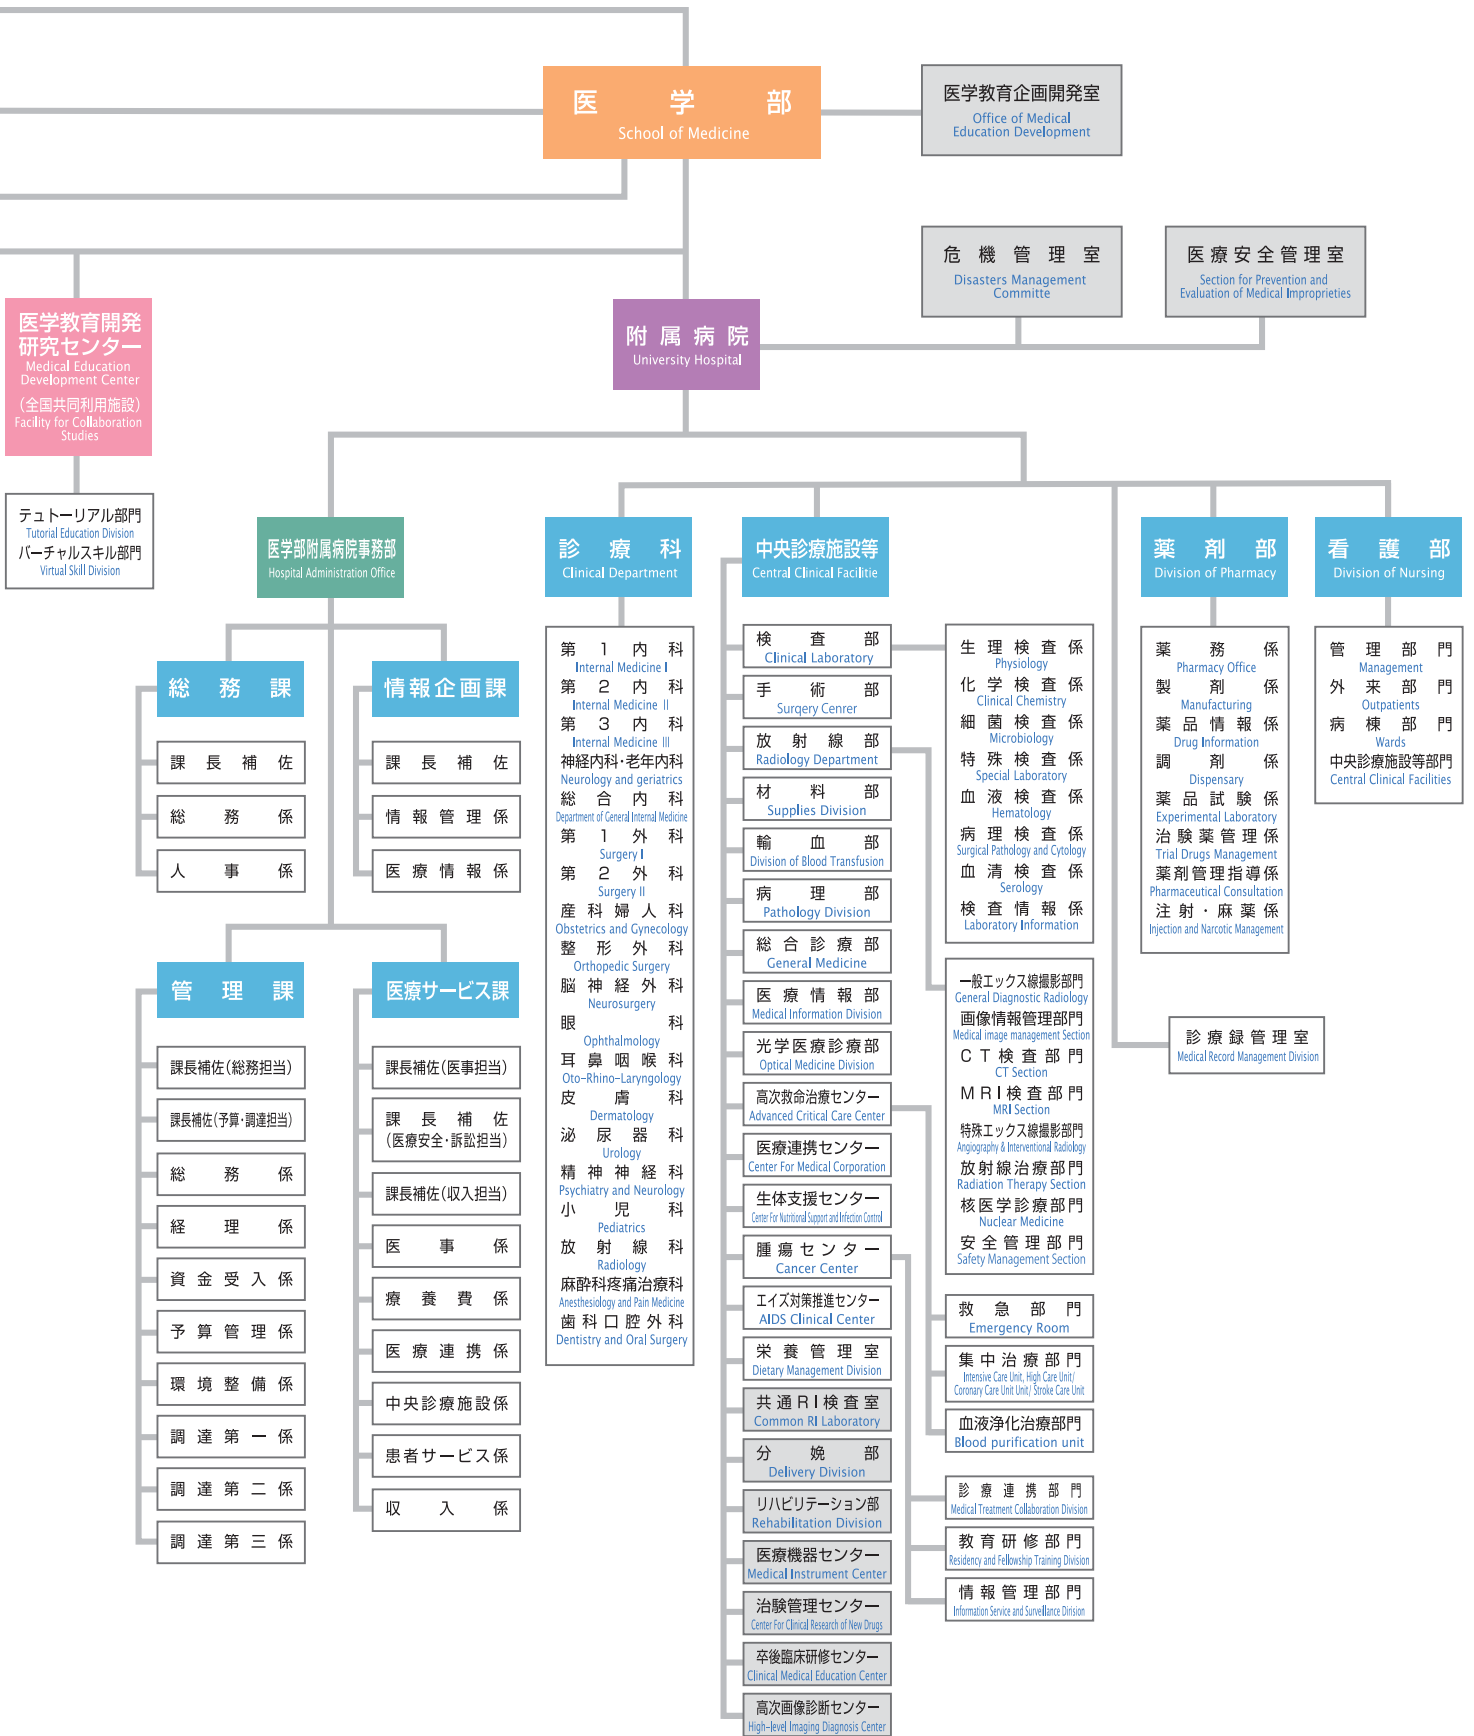 医学部
School of Medicine
医学教育企画開発室
Office of Medical
Education Development
危機管理室
Disasters Management
Committe
医療安全管理室
Section for Prevention and
Evaluation of Medical Improprieties
医学教育開発
研究センター
Medical Education
Development Center
(全国共同利用施設)
Facility for Collaboration
Studies
テュトーリアル部門
Tutorial Education Division
バーチャルスキル部門
Virtual Skill Division
附属病院
University Hospital
医学部附属病院事務部
Hospital Administration Office
総務課
課長補佐
総務係
人事係
情報企画課
課長補佐
情報管理係
医療情報係
管理課
課長補佐(総務担当)
課長補佐(予算・調達担当)
総務係
経理係
資金受入係
予算管理係
環境整備係
調達第一係
調達第二係
調達第三係
医療サービス課
課長補佐(医事担当)
課長補佐
(医療安全・訴訟担当)
課長補佐(収入担当)
医事係
療養費係
医療連携係
中央診療施設係
患者サービス係
収入係
診療科
Clinical Department
第1内科
Internal Medicine I
第2内科
Internal Medicine II
第3内科
Internal Medicine III
神経内科・老年内科
Neurology and geriatrics
総合内科
Department of General Internal Medicine
第1外科
Surgery I
第2外科
Surgery II
産科婦人科
Obstetrics and Gynecology
整形外科
Orthopedic Surgery
脳神経外科
Neurosurgery
眼科
Ophthalmology
耳鼻咽喉科
Oto-Rhino-Laryngology
皮膚科
Dermatology
泌尿器科
Urology
精神神経科
Psychiatry and Neurology
小児科
Pediatrics
放射線科
Radiology
麻酔科疼痛治療科
Anesthesiology and Pain Medicine
歯科口腔外科
Dentistry and Oral Surgery
中央診療施設等
Central Clinical Facilitie
検査部
Clinical Laboratory
手術部
Surgery Cenrer
放射線部
Radiology Department
材料部
Supplies Division
輸血部
Division of Blood Transfusion
病理部
Pathology Division
総合診療部
General Medicine
医療情報部
Medical Information Division
光学医療診療部
Optical Medicine Division
高次救命治療センター
Advanced Critical Care Center
医療連携センター
Center For Medical Corporation
生体支援センター
Center For Nutritional Support and Infection Control
腫瘍センター
Cancer Center
エイズ対策推進センター
AIDS Clinical Center
栄養管理室
Dietary Management Division
共通RI検査室
Common RI Laboratory
分娩部
Delivery Division
リハビリテーション部
Rehabilitation Division
医療機器センター
Medical Instrument Center
治験管理センター
Center For Clinical Research of New Drugs
卒後臨床研修センター
Clinical Medical Education Center
高次画像診断センター
High-level Imaging Diagnosis Center
生理検査係
Physiology
化学検査係
Clinical Chemistry
細菌検査係
Microbiology
特殊検査係
Special Laboratory
血液検査係
Hematology
病理検査係
Surgical Pathology and Cytology
血清検査係
Serology
検査情報係
Laboratory Information
一般エックス線撮影部門
General Diagnostic Radiology
画像情報管理部門
Medical image management Section
CT検査部門
CT Section
MRI検査部門
MRI Section
特殊エックス線撮影部門
Angiography & Interventional Radiology
放射線治療部門
Radiation Therapy Section
核医学診療部門
Nuclear Medicine
安全管理部門
Safety Management Section
救急部門
Emergency Room
集中治療部門
Intensive Care Unit, High Care Unit/
Coronary Care Unit Unit/ Stroke Care Unit
血液浄化治療部門
Blood purification unit
診療連携部門
Medical Treatment Collaboration Division
教育研修部門
Residency and Fellowship Training Division
情報管理部門
Information Service and Surveillance Dirision
薬剤部
Division of Pharmacy
薬務係
Pharmacy Office
製剤係
Manufacturing
薬品情報係
Drug Information
調剤係
Dispensary
薬品試験係
Experimental Laboratory
治験薬管理係
Trial Drugs Management
薬剤管理指導係
Pharmaceutical Consultation
注射・麻薬係
Injection and Narcotic Management
診療録管理室
Medical Record Management Division
看護部
Division of Nursing
管理部門
Management
外来部門
Outpatients
病棟部門
Wards
中央診療施設等部門
Central Clinical Facilities